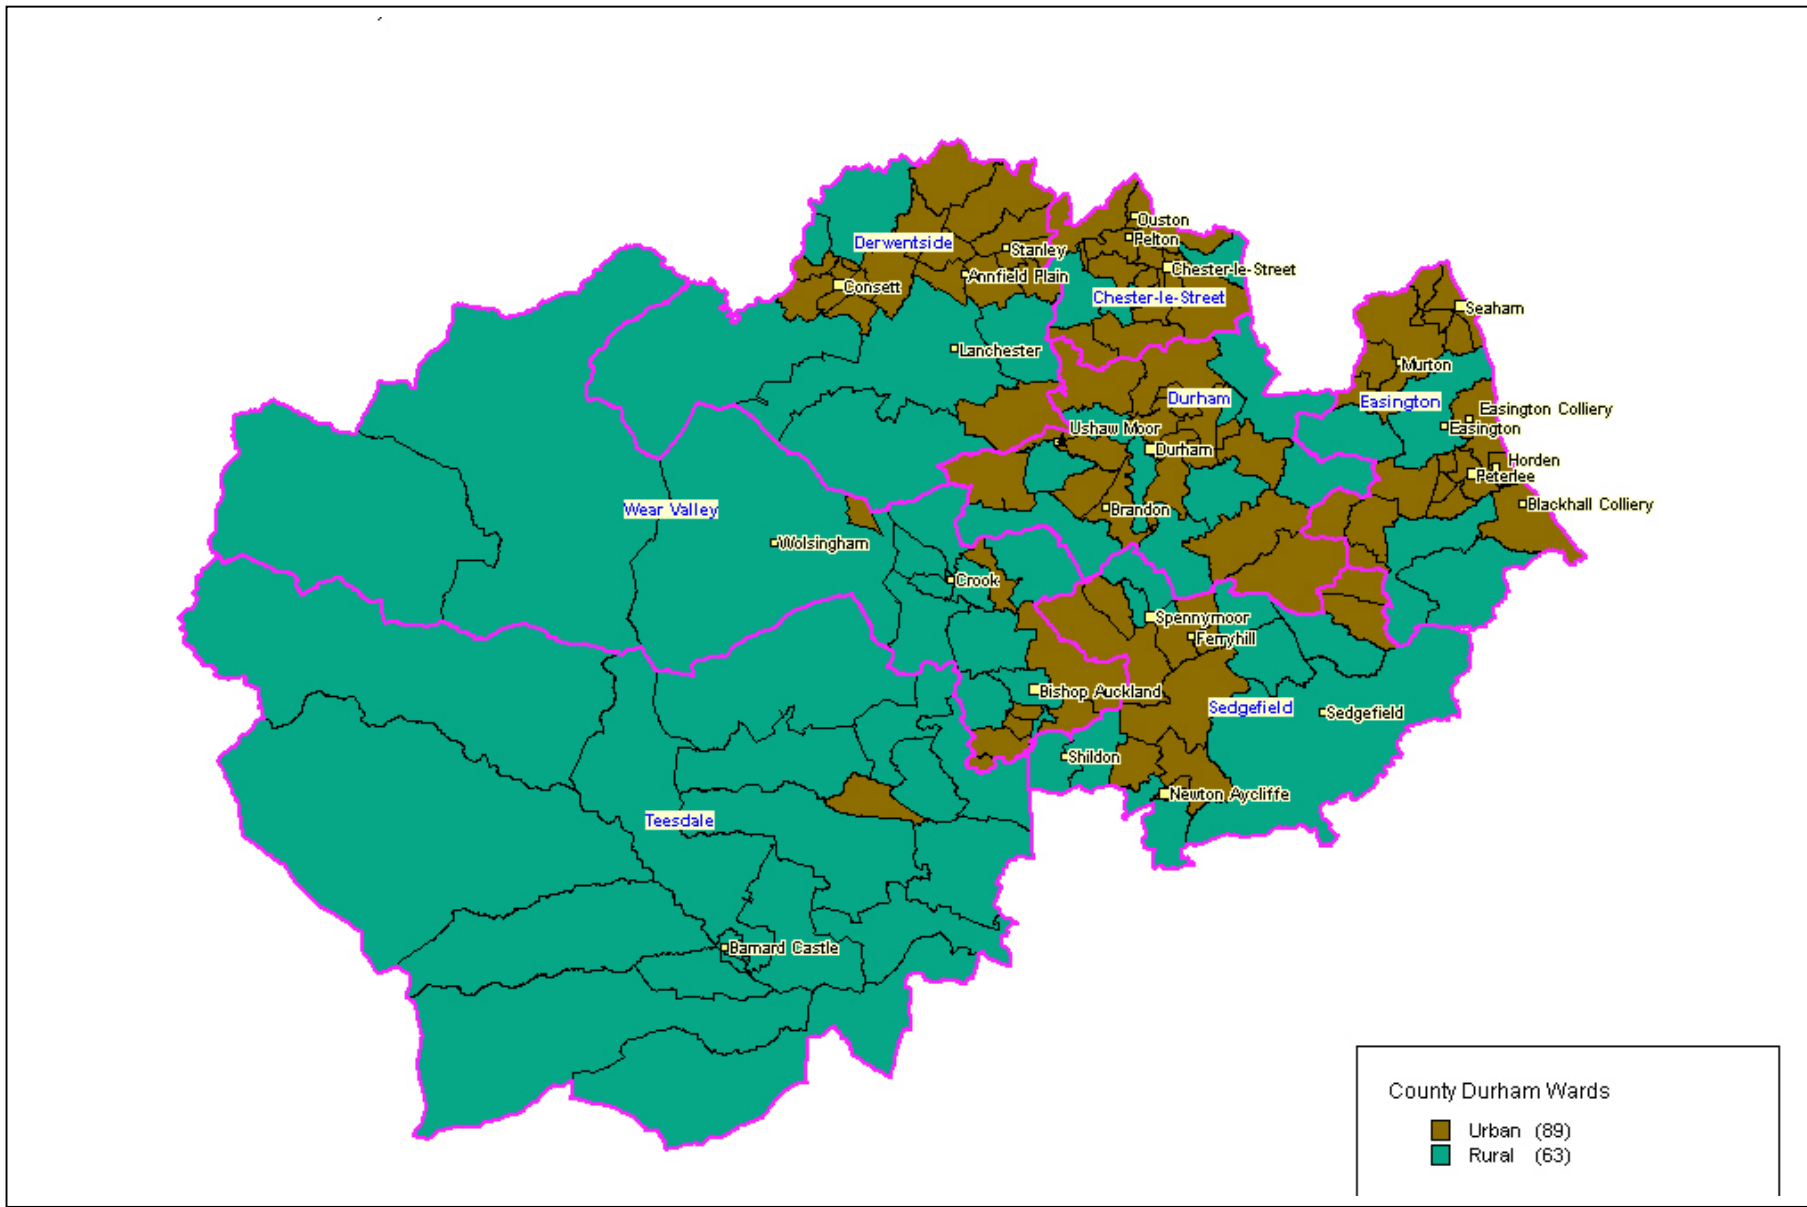 Ouston
Pelton
Derwentside
Stanley
Chester-le-Street
Annfield Plain
Consett
Chester-le-Street
Seaham
Lanchester
Murton
Durham
Easington
Easington Colliery
Ushaw Moor
Easington
Durham
Horden
Peterlee
Wear Valley
Brandon
Blackhall Colliery
Wolsingham
Crook
Spennymoor
Ferryhill
Bishop Auckland
Sedgefield
Sedgefield
Shildon
Newton Aycliffe
Teesdale
Barnard Castle
County Durham Wards
Urban (89)
Rural (63)